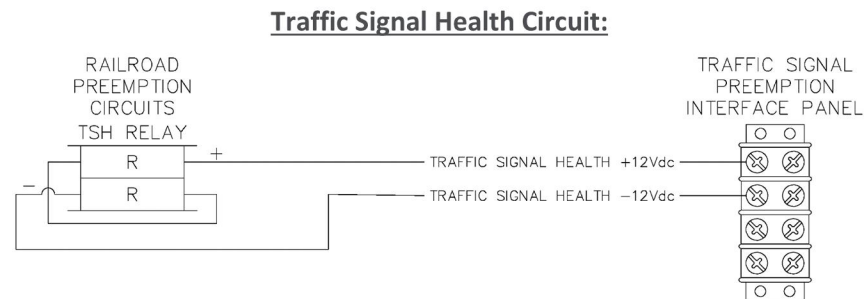 Traffic Signal Health Circuit:
RAILROAD
PREEMPTION
CIRCUITS
TSH RELAY
R
+
R
−
TRAFFIC SIGNAL HEALTH +12Vdc
TRAFFIC SIGNAL HEALTH −12Vdc
TRAFFIC SIGNAL
PREEMPTION
INTERFACE PANEL